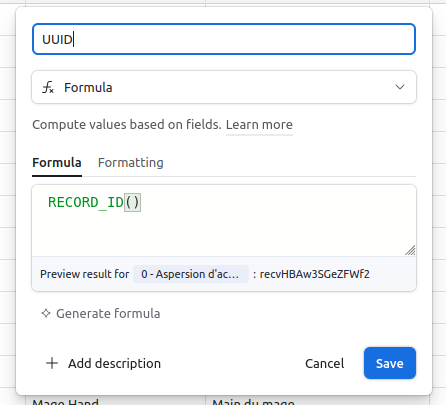 UUID
Formula
Compute values based on fields. Learn more
Formula Formatting
RECORD_ID()
Preview result for 0 - Aspersion d'ac... : recvHBAw3SGeZFWf2
Generate formula
Add description Cancel Save
Mage Hand Main du mage